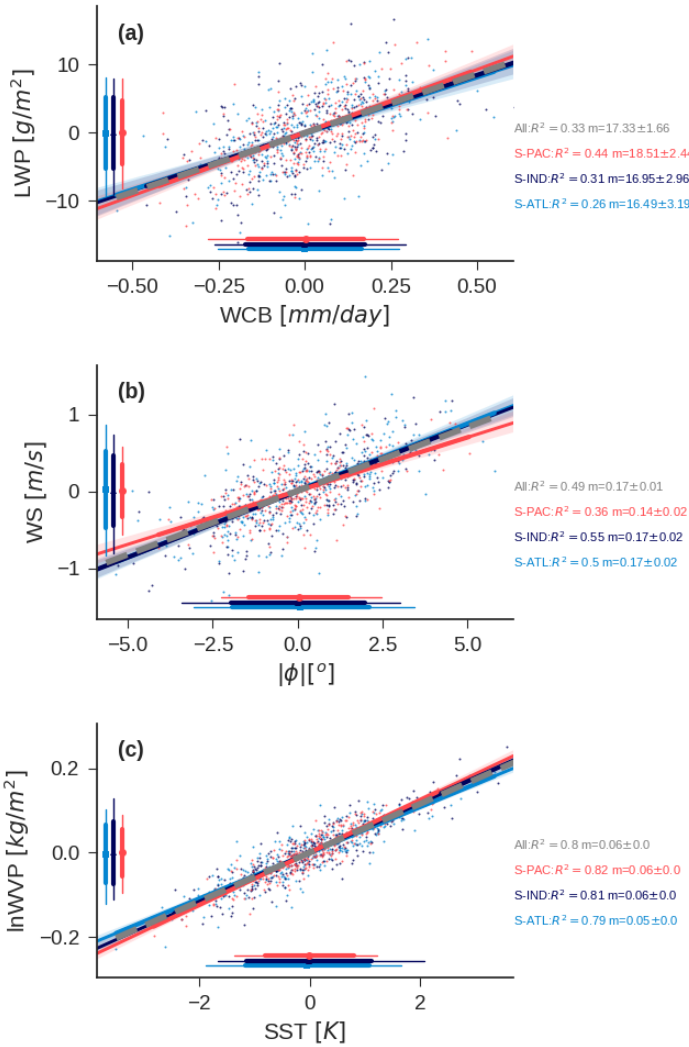 (a)
10
0
−10
LWP [g/m²]
All:R² = 0.33 m=17.33±1.66
S-PAC:R² = 0.44 m=18.51±2.44
S-IND:R² = 0.31 m=16.95±2.96
S-ATL:R² = 0.26 m=16.49±3.19
−0.50 −0.25 0.00 0.25 0.50
WCB [mm/day]
(b)
1
0
−1
WS [m/s]
All:R² = 0.49 m=0.17±0.01
S-PAC:R² = 0.36 m=0.14±0.02
S-IND:R² = 0.55 m=0.17±0.02
S-ATL:R² = 0.5 m=0.17±0.02
−5.0 −2.5 0.0 2.5 5.0
|ϕ|[°]
(c)
0.2
0.0
−0.2
lnWVP [kg/m²]
All:R² = 0.8 m=0.06±0.0
S-PAC:R² = 0.82 m=0.06±0.0
S-IND:R² = 0.81 m=0.06±0.0
S-ATL:R² = 0.79 m=0.05±0.0
−2 0 2
SST [K]